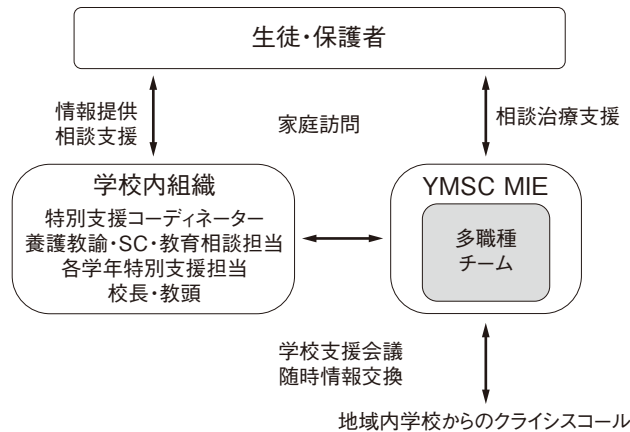 生徒・保護者
情報提供
相談支援
家庭訪問
相談治療支援
学校内組織
特別支援コーディネーター
養護教諭・SC・教育相談担当
各学年特別支援担当
校長・教頭
YMSC MIE
多職種
チーム
学校支援会議
随時情報交換
地域内学校からのクライシスコール